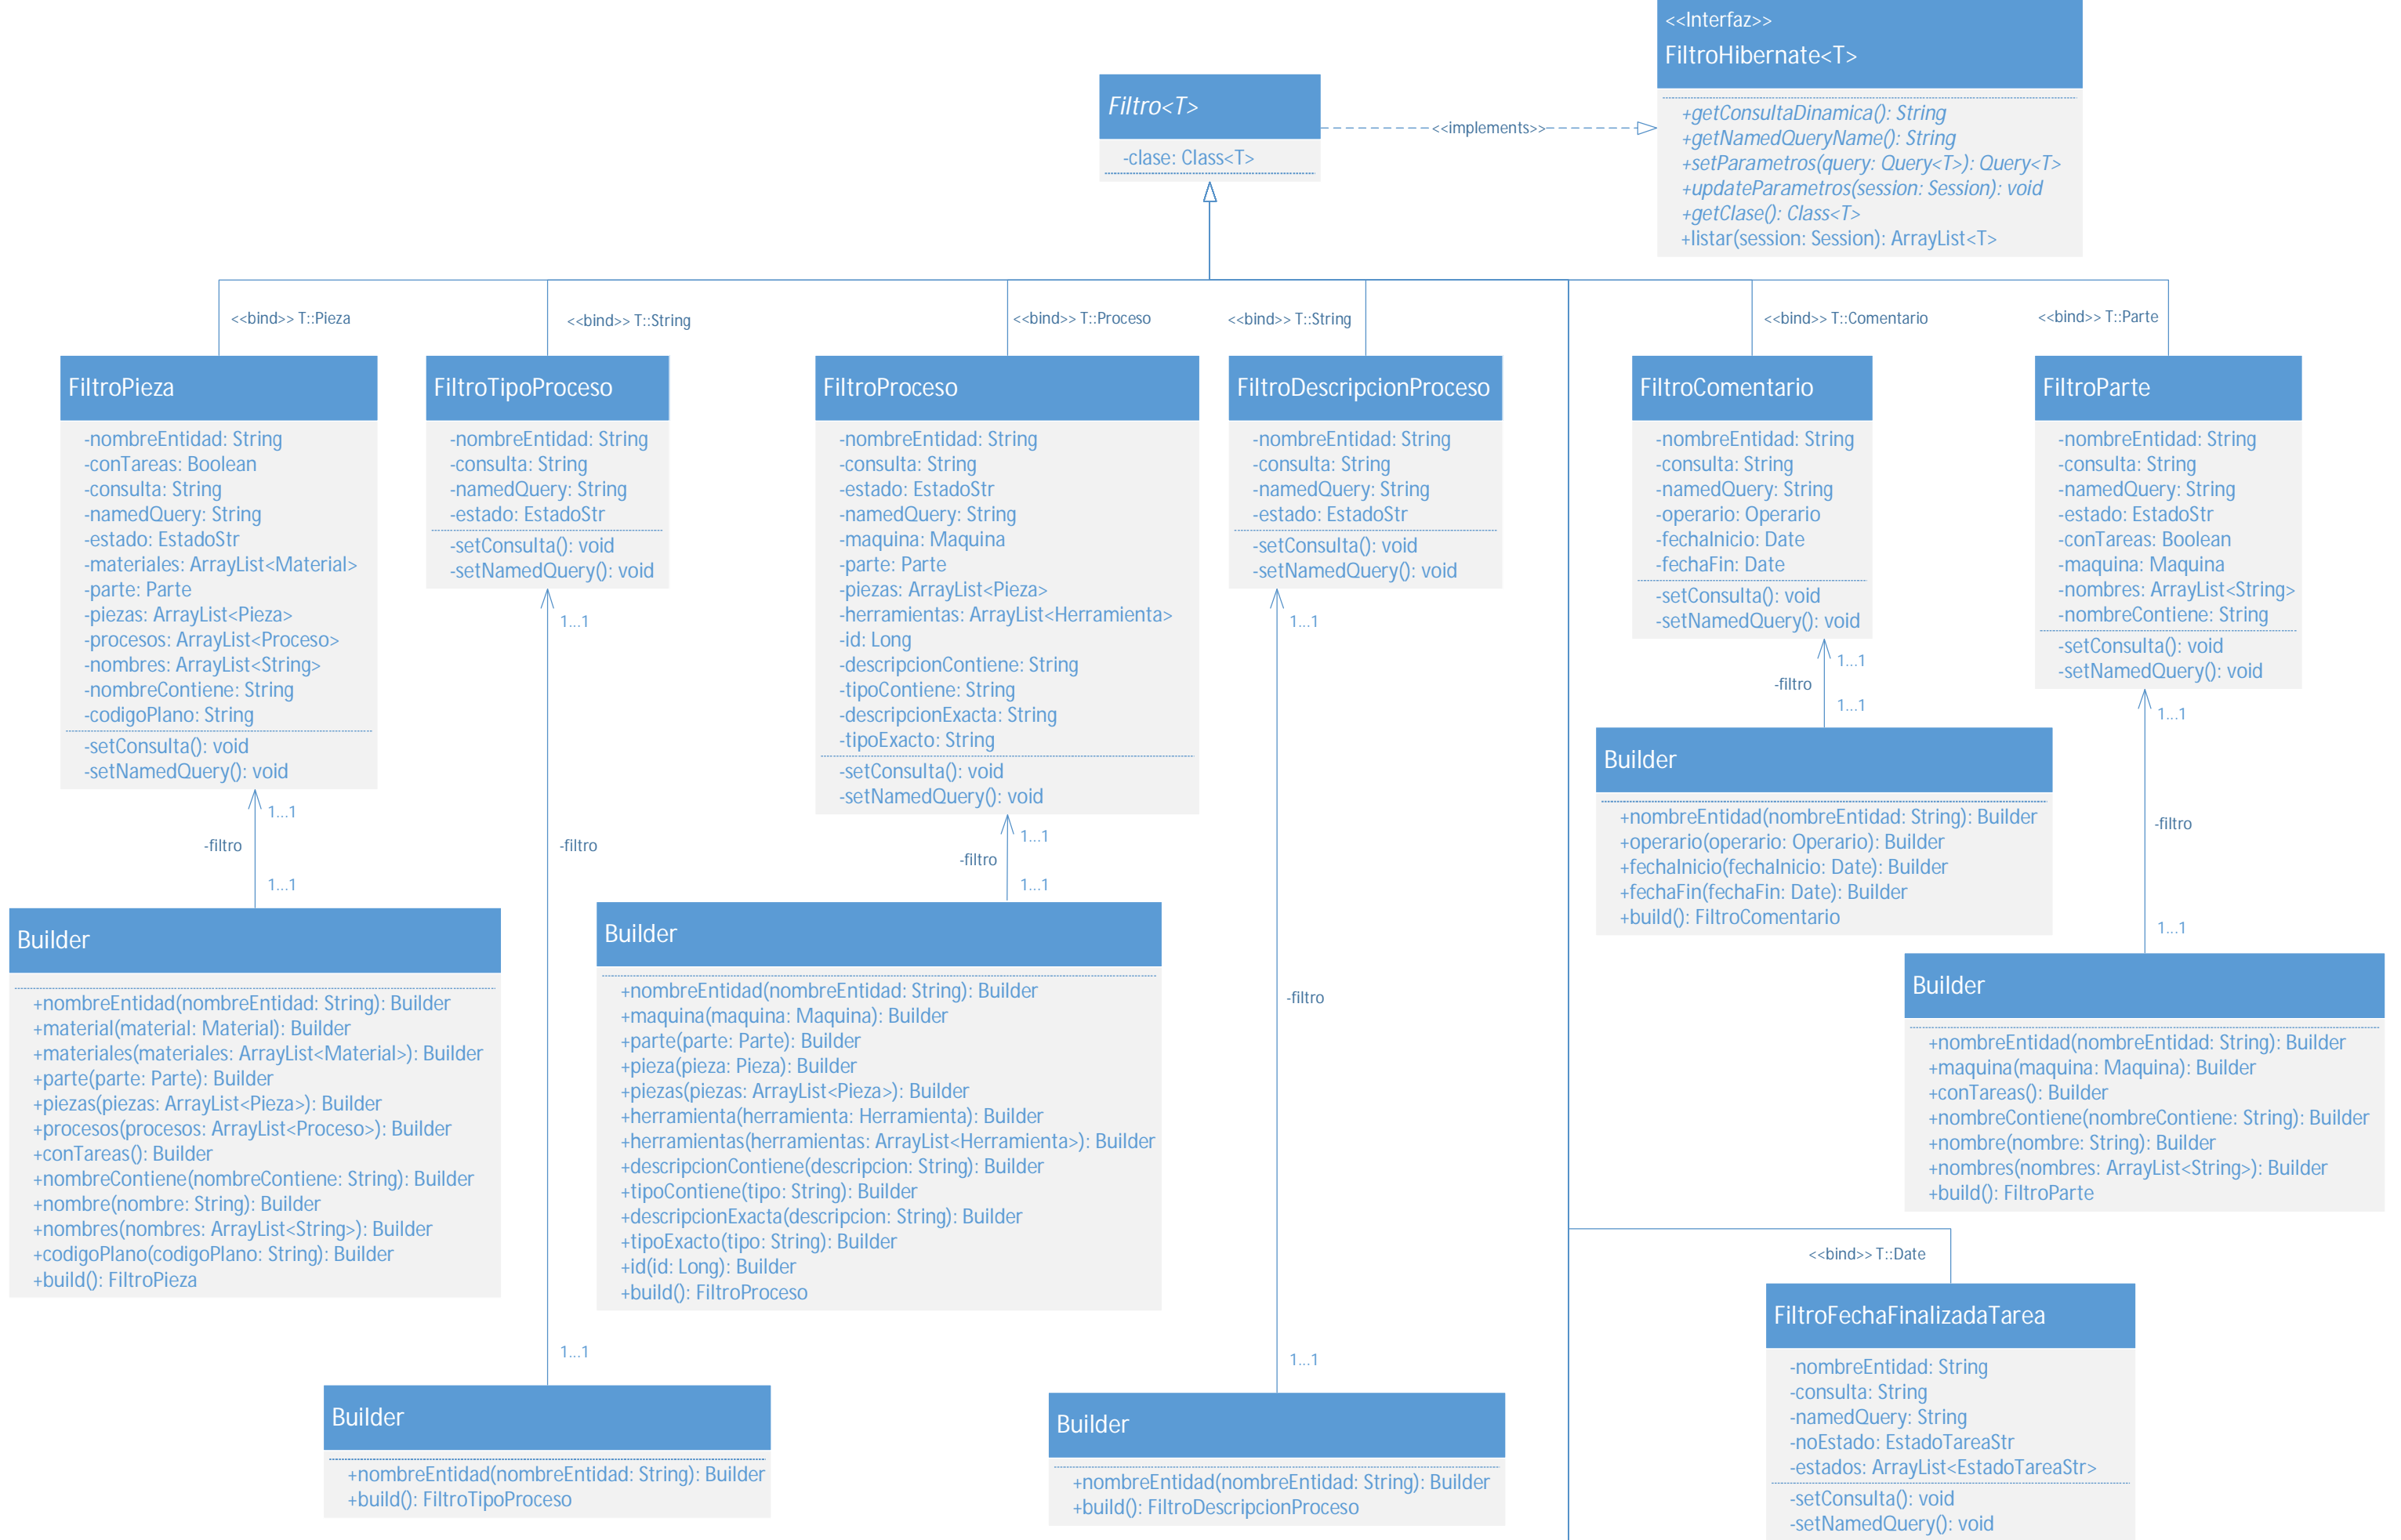 <<Interfaz>>
FiltroHibernate<T>
+getConsultaDinamica(): String
+getNamedQueryName(): String
+setParametros(query: Query<T>): Query<T>
+updateParametros(session: Session): void
+getClase(): Class<T>
+listar(session: Session): ArrayList<T>
Filtro<T>
-clase: Class<T>
<<implements>>
<<bind>> T::Pieza
<<bind>> T::String
<<bind>> T::Proceso
<<bind>> T::String
<<bind>> T::Comentario
<<bind>> T::Parte
FiltroPieza
-nombreEntidad: String
-conTareas: Boolean
-consulta: String
-namedQuery: String
-estado: EstadoStr
-materiales: ArrayList<Material>
-parte: Parte
-piezas: ArrayList<Pieza>
-procesos: ArrayList<Proceso>
-nombres: ArrayList<String>
-nombreContiene: String
-codigoPlano: String
-setConsulta(): void
-setNamedQuery(): void
FiltroTipoProceso
-nombreEntidad: String
-consulta: String
-namedQuery: String
-estado: EstadoStr
-setConsulta(): void
-setNamedQuery(): void
FiltroProceso
-nombreEntidad: String
-consulta: String
-estado: EstadoStr
-namedQuery: String
-maquina: Maquina
-parte: Parte
-piezas: ArrayList<Pieza>
-herramientas: ArrayList<Herramienta>
-id: Long
-descripcionContiene: String
-tipoContiene: String
-descripcionExacta: String
-tipoExacto: String
-setConsulta(): void
-setNamedQuery(): void
FiltroDescripcionProceso
-nombreEntidad: String
-consulta: String
-namedQuery: String
-estado: EstadoStr
-setConsulta(): void
-setNamedQuery(): void
FiltroComentario
-nombreEntidad: String
-consulta: String
-namedQuery: String
-operario: Operario
-fechaInicio: Date
-fechaFin: Date
-setConsulta(): void
-setNamedQuery(): void
FiltroParte
-nombreEntidad: String
-consulta: String
-namedQuery: String
-estado: EstadoStr
-conTareas: Boolean
-maquina: Maquina
-nombres: ArrayList<String>
-nombreContiene: String
-setConsulta(): void
-setNamedQuery(): void
1...1
-filtro
1...1
1...1
-filtro
1...1
1...1
-filtro
1...1
1...1
-filtro
1...1
1...1
-filtro
1...1
1...1
-filtro
1...1
Builder
+nombreEntidad(nombreEntidad: String): Builder
+material(material: Material): Builder
+materiales(materiales: ArrayList<Material>): Builder
+parte(parte: Parte): Builder
+piezas(piezas: ArrayList<Pieza>): Builder
+procesos(procesos: ArrayList<Proceso>): Builder
+conTareas(): Builder
+nombreContiene(nombreContiene: String): Builder
+nombre(nombre: String): Builder
+nombres(nombres: ArrayList<String>): Builder
+codigoPlano(codigoPlano: String): Builder
+build(): FiltroPieza
Builder
+nombreEntidad(nombreEntidad: String): Builder
+maquina(maquina: Maquina): Builder
+parte(parte: Parte): Builder
+pieza(pieza: Pieza): Builder
+piezas(piezas: ArrayList<Pieza>): Builder
+herramienta(herramienta: Herramienta): Builder
+herramientas(herramientas: ArrayList<Herramienta>): Builder
+descripcionContiene(descripcion: String): Builder
+tipoContiene(tipo: String): Builder
+descripcionExacta(descripcion: String): Builder
+tipoExacto(tipo: String): Builder
+id(id: Long): Builder
+build(): FiltroProceso
Builder
+nombreEntidad(nombreEntidad: String): Builder
+operario(operario: Operario): Builder
+fechaInicio(fechaInicio: Date): Builder
+fechaFin(fechaFin: Date): Builder
+build(): FiltroComentario
Builder
+nombreEntidad(nombreEntidad: String): Builder
+maquina(maquina: Maquina): Builder
+conTareas(): Builder
+nombreContiene(nombreContiene: String): Builder
+nombre(nombre: String): Builder
+nombres(nombres: ArrayList<String>): Builder
+build(): FiltroParte
Builder
+nombreEntidad(nombreEntidad: String): Builder
+build(): FiltroTipoProceso
Builder
+nombreEntidad(nombreEntidad: String): Builder
+build(): FiltroDescripcionProceso
<<bind>> T::Date
FiltroFechaFinalizadaTarea
-nombreEntidad: String
-consulta: String
-namedQuery: String
-noEstado: EstadoTareaStr
-estados: ArrayList<EstadoTareaStr>
-setConsulta(): void
-setNamedQuery(): void